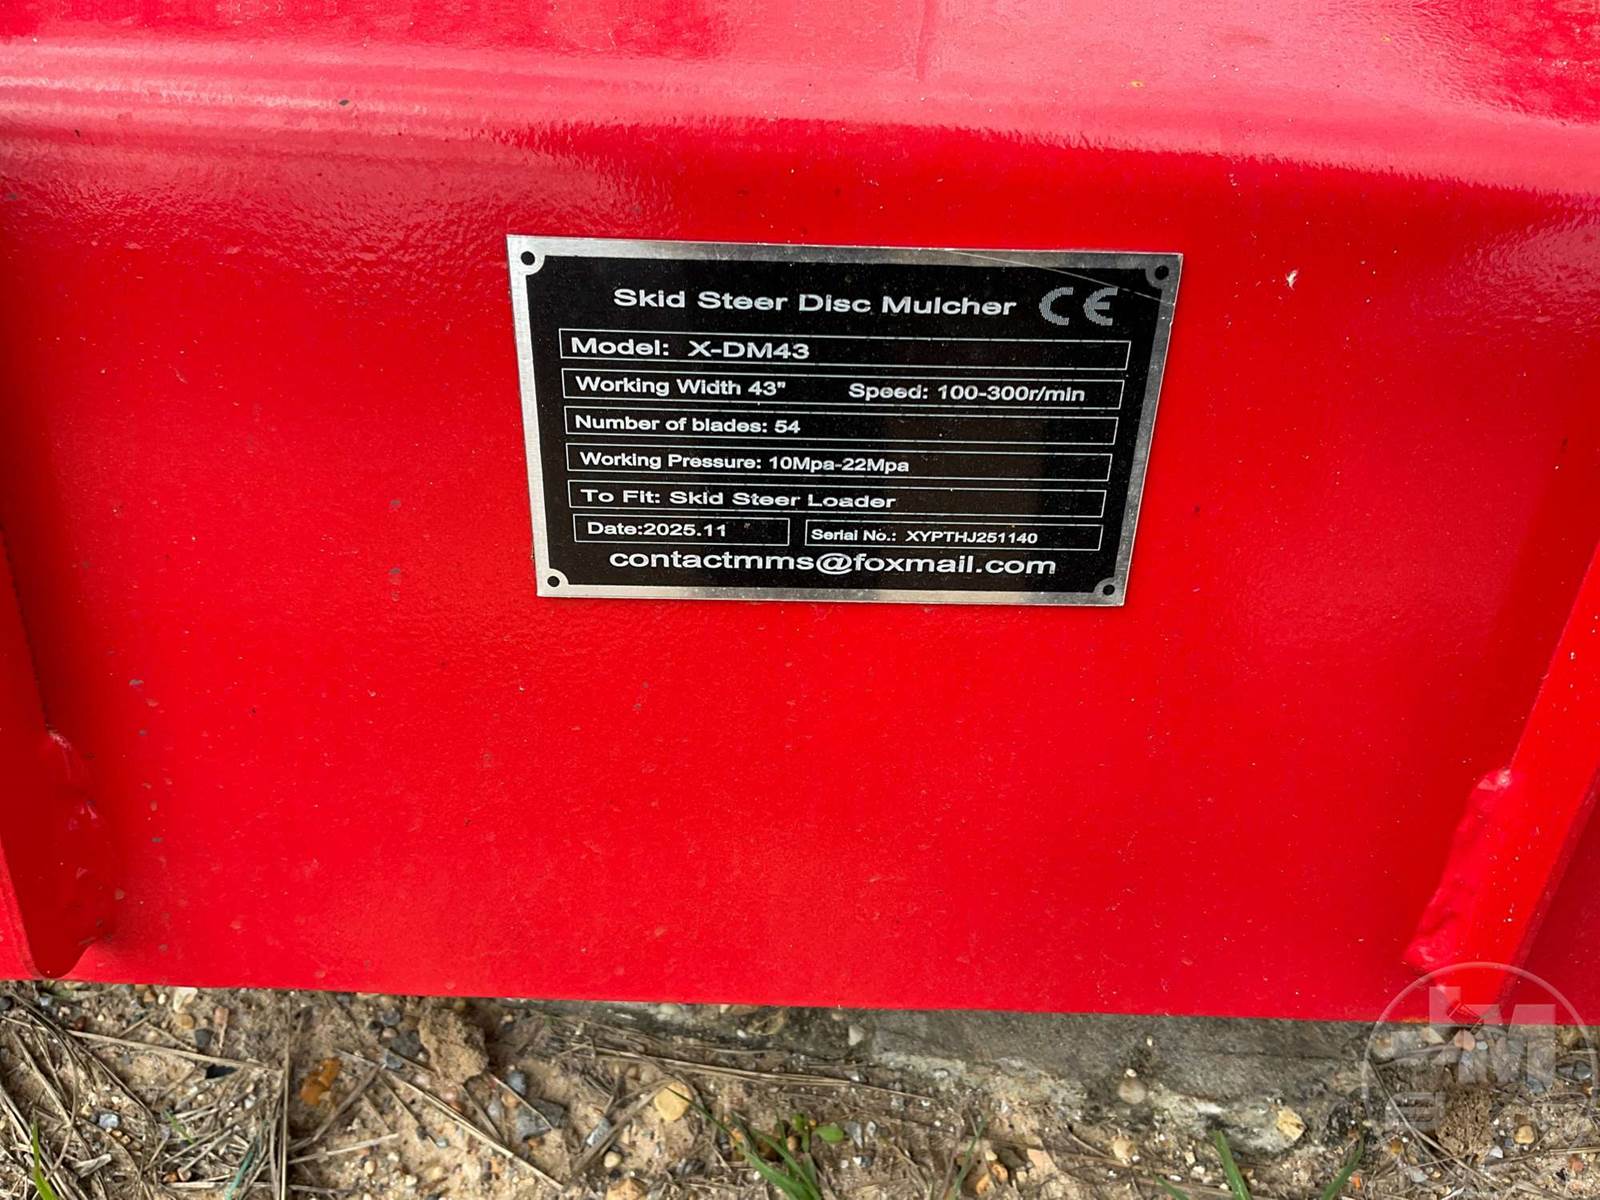 Skid Steer Disc Mulcher CE
Model: X-DM43
Working Width 43" Speed: 100-300r/min
Number of blades: 54
Working Pressure: 10Mpa-22Mpa
To Fit: Skid Steer Loader
Date:2025.11 Serial No.: XYPTHJ251140
contactmms@foxmail.com